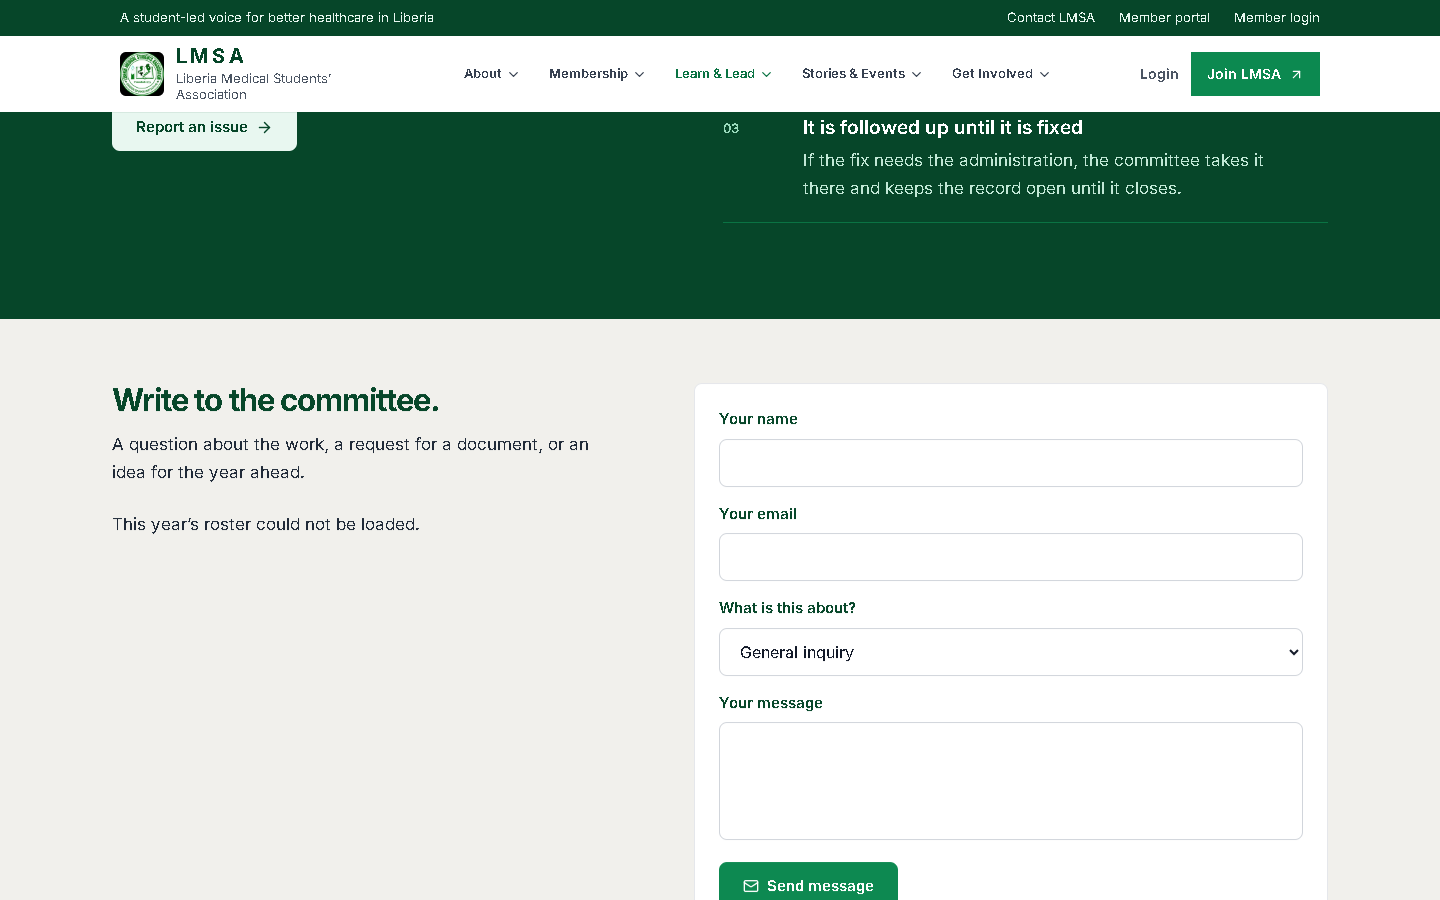 A student-led voice for better healthcare in Liberia
Contact LMSA
Member portal
Member login
LMSA
Liberia Medical Students’
Association
About
Membership
Learn & Lead
Stories & Events
Get Involved
Login
Join LMSA
Report an issue
03
It is followed up until it is fixed
If the fix needs the administration, the committee takes it
there and keeps the record open until it closes.
Write to the committee.
A question about the work, a request for a document, or an
idea for the year ahead.
This year’s roster could not be loaded.
Your name
Your email
What is this about?
General inquiry
Your message
Send message